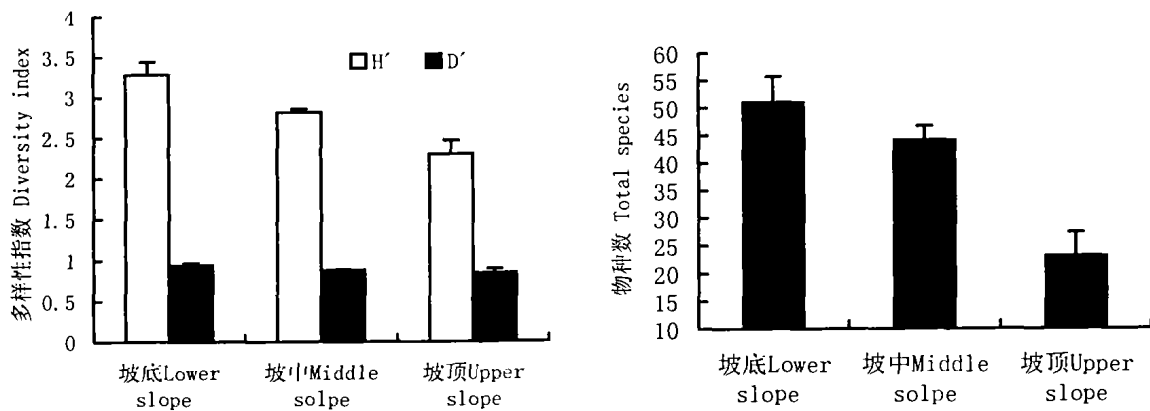 多样性指数 Diversity index
4
3.5
3
2.5
2
1.5
1
0.5
0
H′
D′
坡底Lower
slope
坡中Middle
solpe
坡顶Upper
slope
物种数 Total species
60
55
50
45
40
35
30
25
20
15
10
坡底Lower
slope
坡中Middle
solpe
坡顶Upper
slope